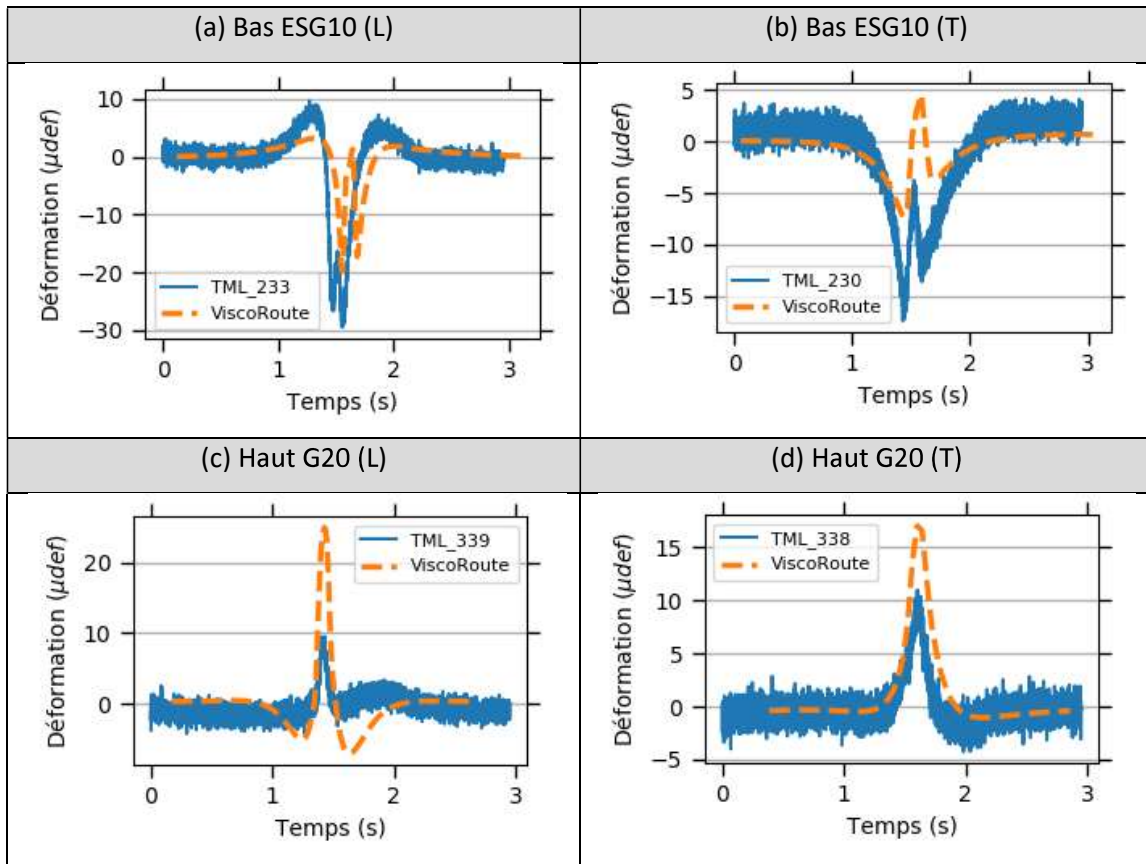 (a) Bas ESG10 (L)
(b) Bas ESG10 (T)
Déformation (μdef)
10
0
−10
−20
−30
TML_233
ViscoRoute
0 1 2 3
Temps (s)
Déformation (μdef)
5
0
−5
−10
−15
TML_230
ViscoRoute
0 1 2 3
Temps (s)
(c) Haut G20 (L)
(d) Haut G20 (T)
Déformation (μdef)
20
10
0
TML_339
ViscoRoute
0 1 2 3
Temps (s)
Déformation (μdef)
15
10
5
0
−5
TML_338
ViscoRoute
0 1 2 3
Temps (s)